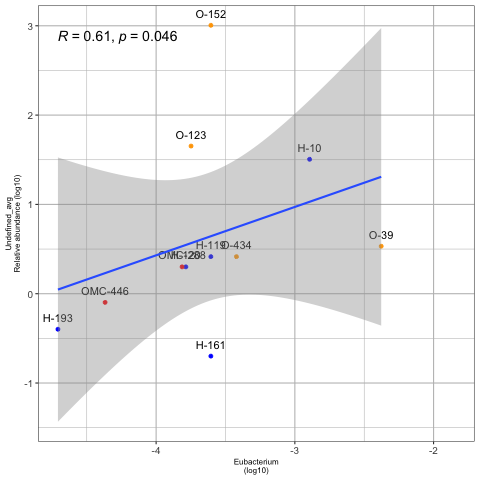 O-152
R = 0.61, p = 0.046
O-123
H-10
O-39
H-119
O-434
OMC-446
H-193
H-161
3
2
1
0
-1
-4
-3
-2
Undefined_avg
Relative abundance (log10)
Eubacterium
(log10)